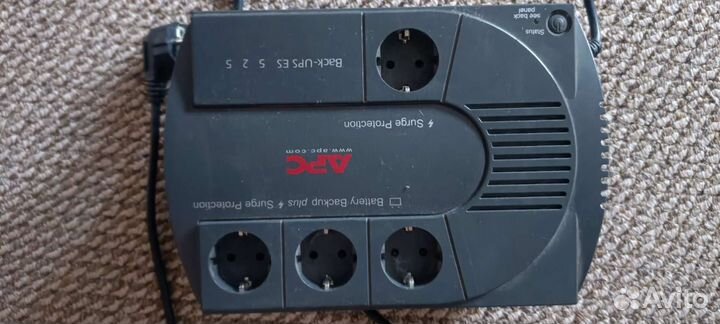 Status
see back
panel
Battery Backup plus Surge Protection
APC
www.apc.com
Surge Protection
Back-UPS ES 525
Avito